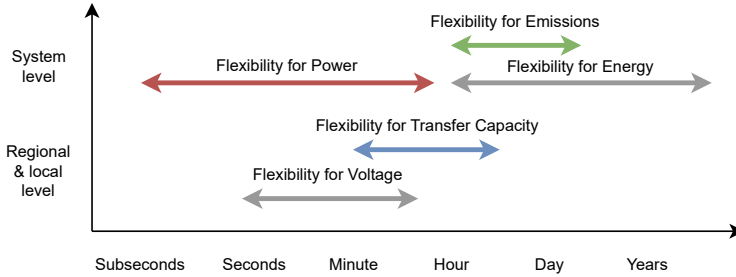 Flexibility for Emissions
System
level
Flexibility for Power
Flexibility for Energy
Flexibility for Transfer Capacity
Regional
& local
level
Flexibility for Voltage
Subseconds
Seconds
Minute
Hour
Day
Years